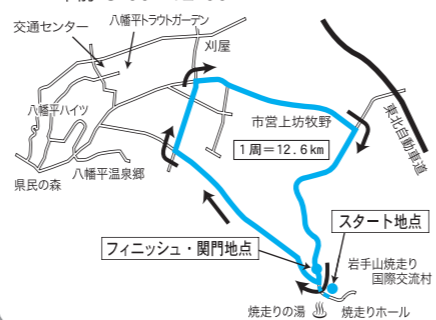 交通センター
八幡平トラウトガーデン
刈屋
八幡平ハイツ
市営上坊牧野
東北自動車道
1周＝12.6km
県民の森
八幡平温泉郷
スタート地点
フィニッシュ・関門地点
岩手山焼走り
国際交流村
焼走りの湯
焼走りホール